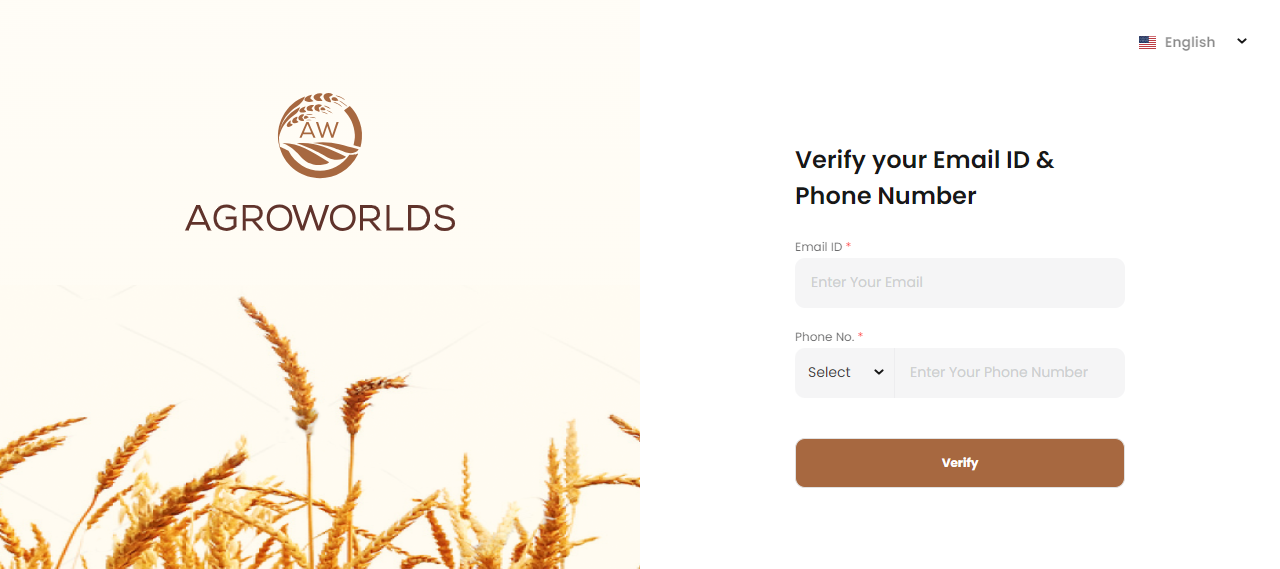 AW
AGROWORLDS
English
Verify your Email ID &
Phone Number
Email ID *
Enter Your Email
Phone No. *
Select
Enter Your Phone Number
Verify